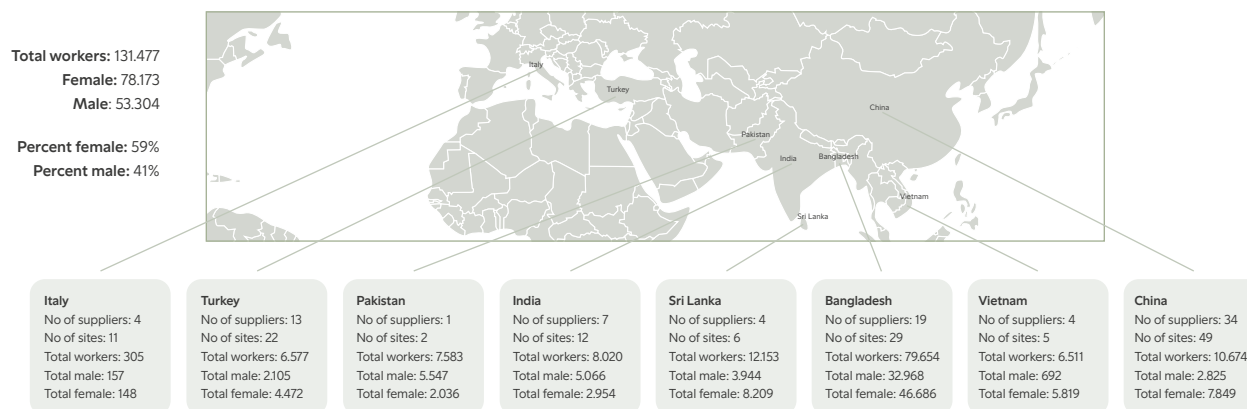 Total workers: 131.477
Female: 78.173
Male: 53.304
Percent female: 59%
Percent male: 41%
Italy
Turkey
China
Pakistan
India
Bangladesh
Vietnam
Sri Lanka
Italy
No of suppliers: 4
No of sites: 11
Total workers: 305
Total male: 157
Total female: 148
Turkey
No of suppliers: 13
No of sites: 22
Total workers: 6.577
Total male: 2.105
Total female: 4.472
Pakistan
No of suppliers: 1
No of sites: 2
Total workers: 7.583
Total male: 5.547
Total female: 2.036
India
No of suppliers: 7
No of sites: 12
Total workers: 8.020
Total male: 5.066
Total female: 2.954
Sri Lanka
No of suppliers: 4
No of sites: 6
Total workers: 12.153
Total male: 3.944
Total female: 8.209
Bangladesh
No of suppliers: 19
No of sites: 29
Total workers: 79.654
Total male: 32.968
Total female: 46.686
Vietnam
No of suppliers: 4
No of sites: 5
Total workers: 6.511
Total male: 692
Total female: 5.819
China
No of suppliers: 34
No of sites: 49
Total workers: 10.674
Total male: 2.825
Total female: 7.849